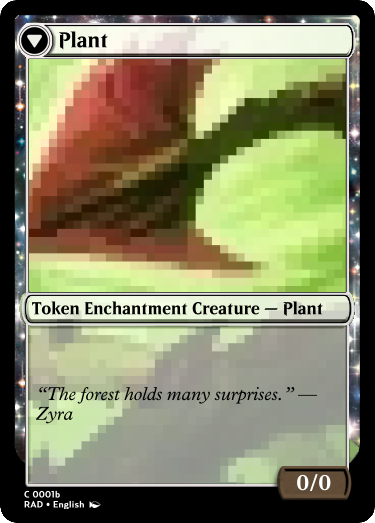 Plant
Token Enchantment Creature — Plant
“The forest holds many surprises.” —
Zyra
0/0
C 0001b
RAD • English